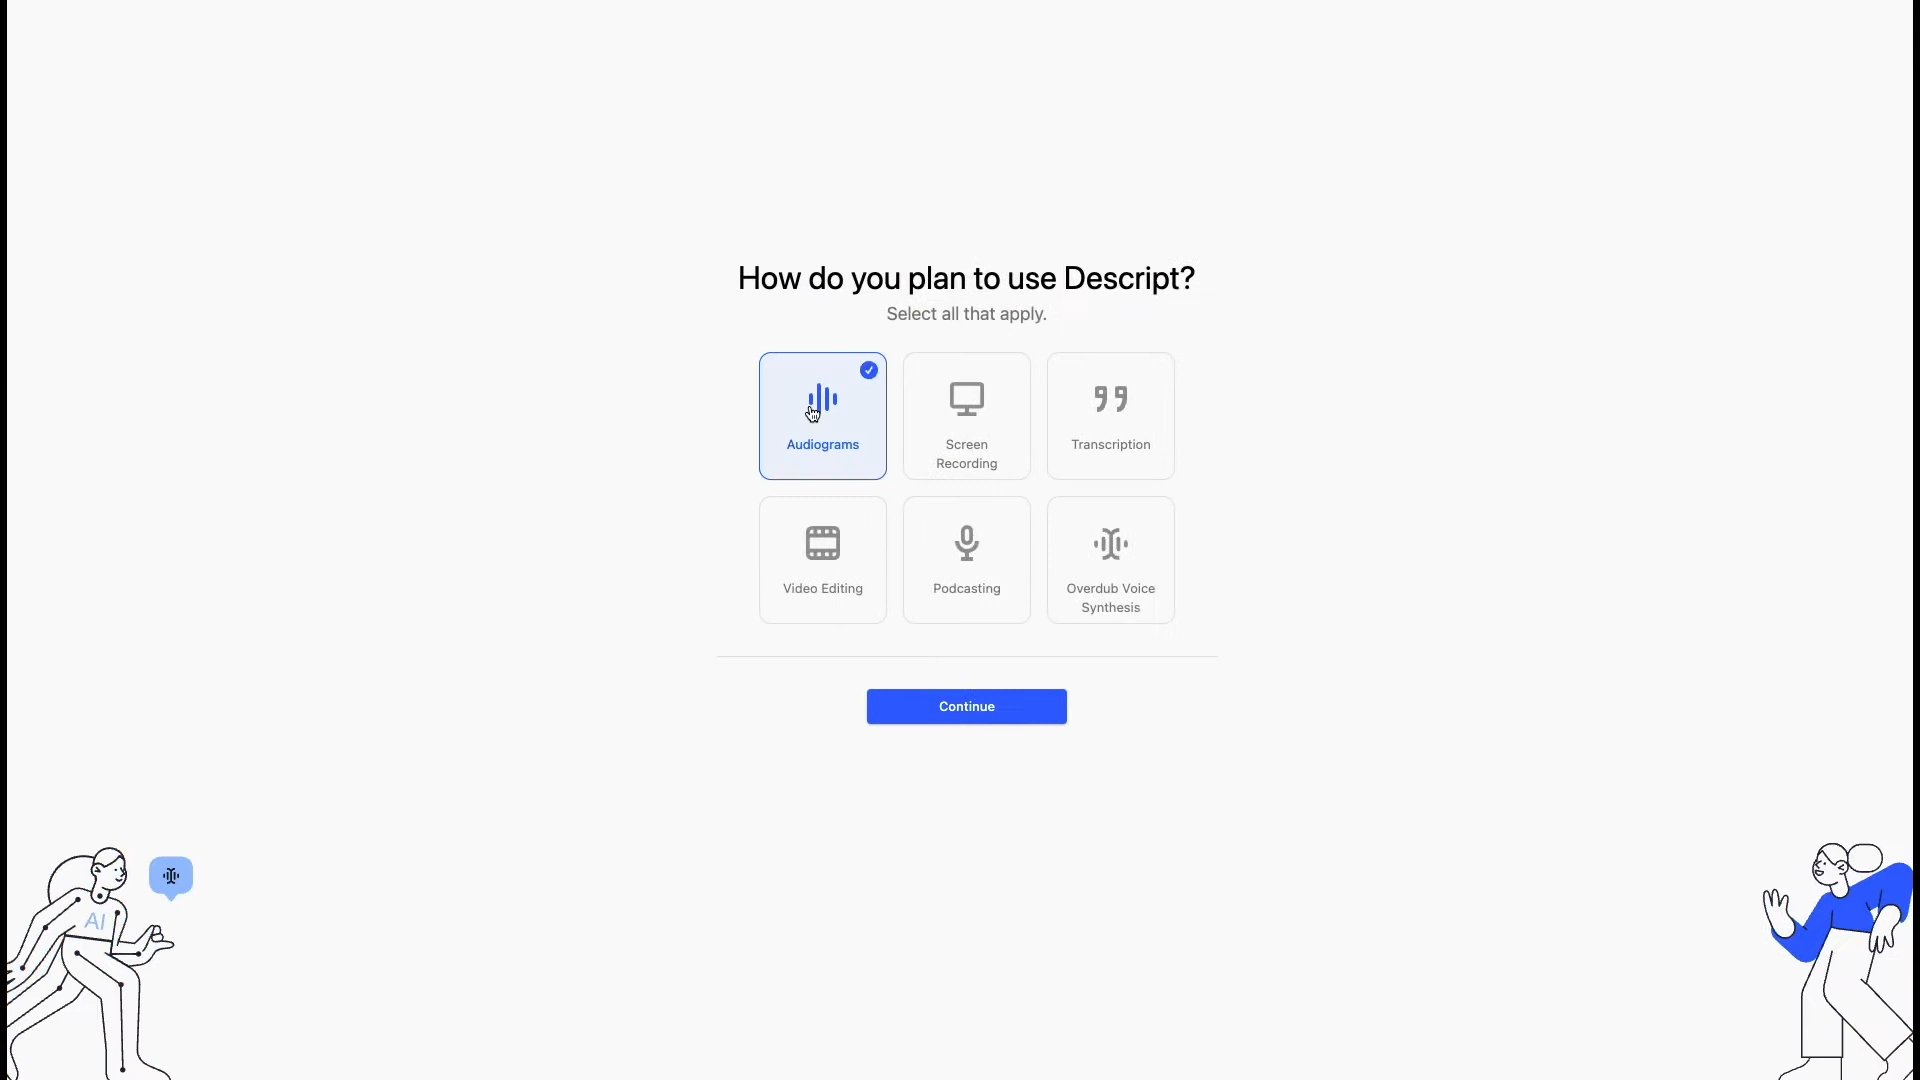 How do you plan to use Descript?
Select all that apply.
Audiograms
Screen
Recording
Transcription
Video Editing
Podcasting
Overdub Voice
Synthesis
Continue
AI